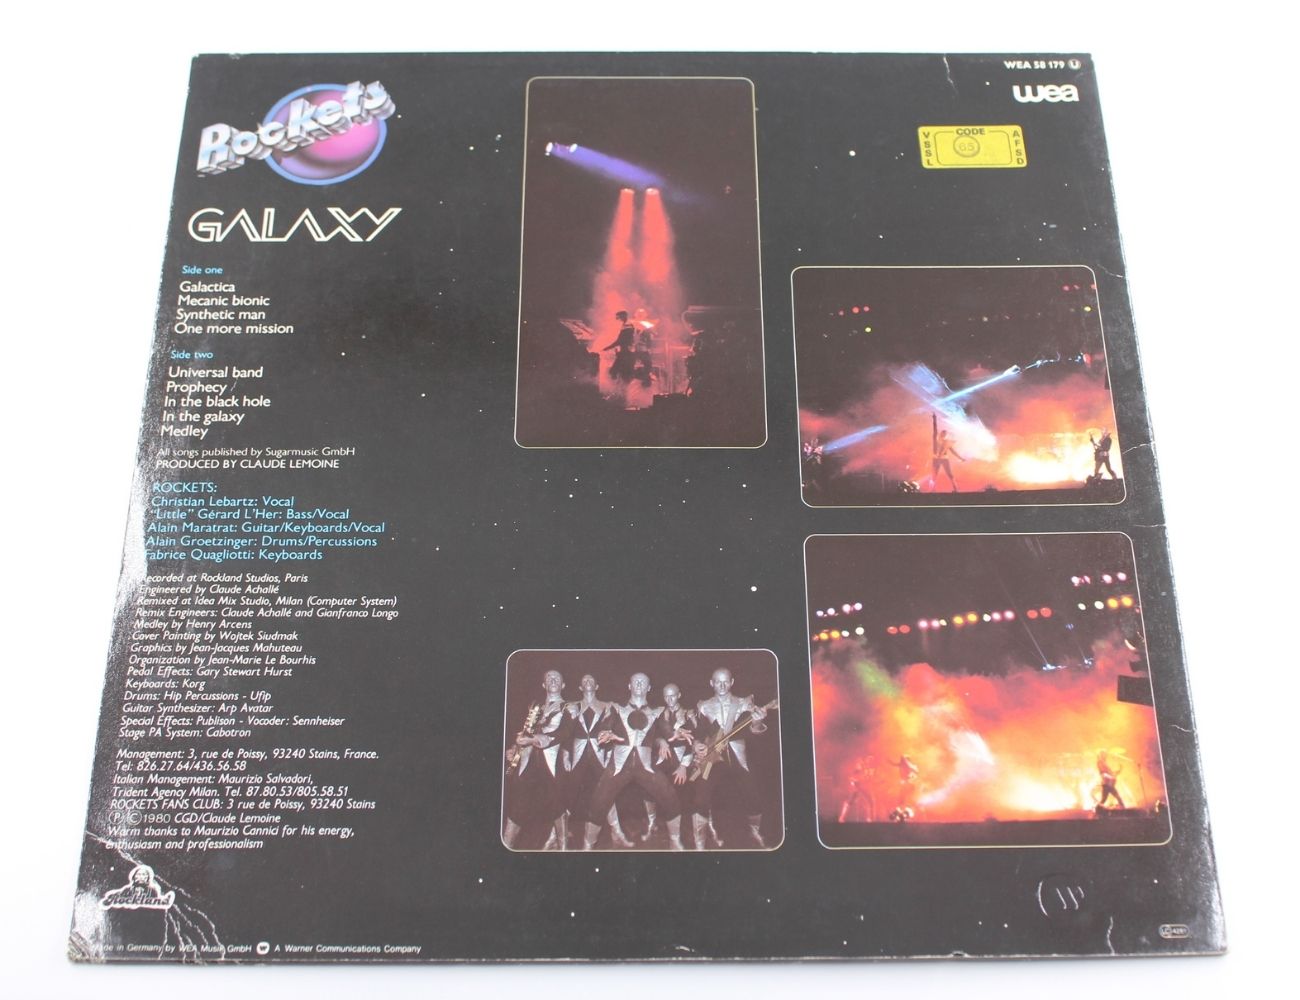 Rockets
GALAXY
Side one
Galactica
Mecanic bionic
Synthetic man
One more mission
Side two
Universal band
Prophecy
In the black hole
In the galaxy
Medley
All songs published by Sugarmusic GmbH
PRODUCED BY CLAUDE LEMOINE
ROCKETS:
Christian Lebartz: Vocal
"Little" Gérard L'Her: Bass/Vocal
Alain Maratrat: Guitar/Keyboards/Vocal
Alain Groetzinger: Drums/Percussions
Fabrice Quagliotti: Keyboards
Recorded at Rockland Studios, Paris
Engineered by Claude Achallé
Remixed at Idea Mix Studio, Milan (Computer System)
Remix Engineers: Claude Achallé and Gianfranco Longo
Medley by Henry Arcens
Cover Painting by Wojtek Siudmak
Graphics by Jean-Jacques Mahuteau
Organization by Jean-Marie Le Bourhis
Pedal Effects: Gary Stewart Hurst
Keyboards: Korg
Drums: Hip Percussions - Ufip
Guitar Synthesizer: Arp Avatar
Special Effects: Publison - Vocoder: Sennheiser
Stage PA System: Cabotron
Management: 3, rue de Poissy, 93240 Stains, France.
Tel: 826.27.64/436.56.58
Italian Management: Maurizio Salvadori,
Trident Agency Milan. Tel. 87.80.53/805.58.51
ROCKETS FANS CLUB: 3 rue de Poissy, 93240 Stains
Ⓟ Ⓒ 1980 CGD/Claude Lemoine
Warm thanks to Maurizio Cannici for his energy,
enthusiasm and professionalism
Rockland
Made in Germany by WEA Musik GmbH W A Warner Communications Company
WEA 58 179 Ⓤ
wea
VSSL CODE 65 AFSD
LC 4281